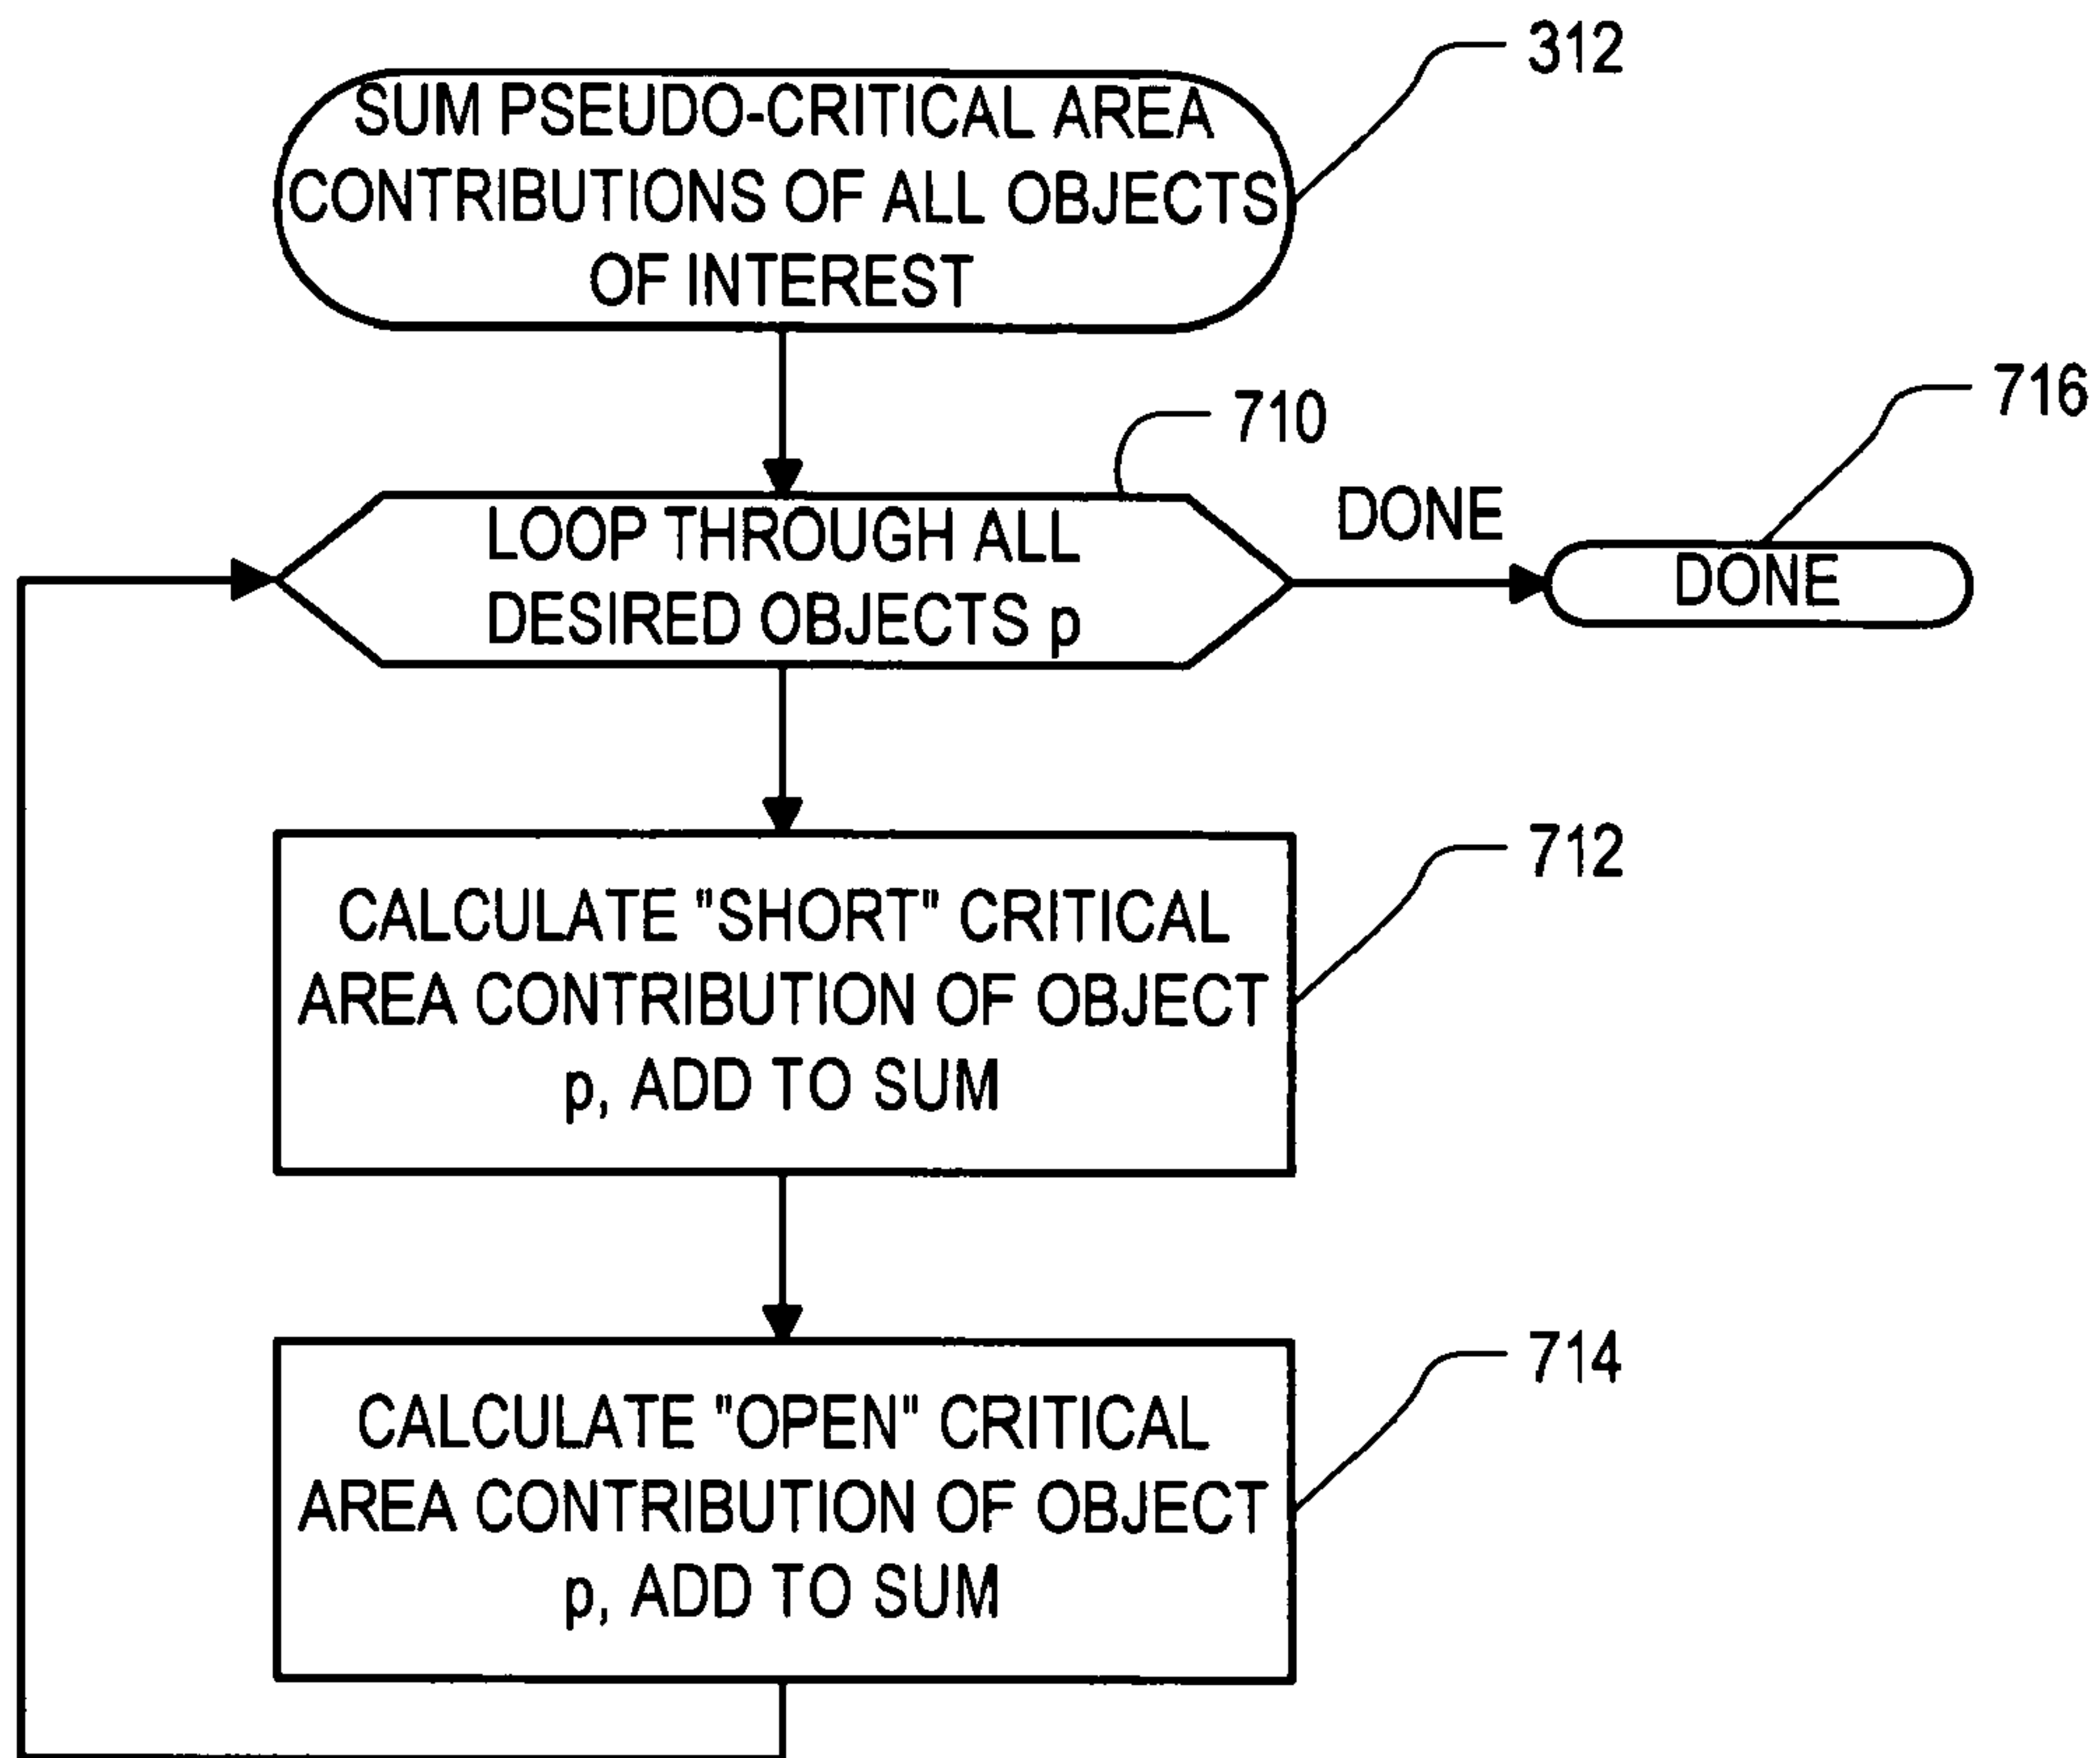 312
SUM PSEUDO-CRITICAL AREA
CONTRIBUTIONS OF ALL OBJECTS
OF INTEREST
710
716
LOOP THROUGH ALL
DESIRED OBJECTS p
DONE
DONE
712
CALCULATE "SHORT" CRITICAL
AREA CONTRIBUTION OF OBJECT
p, ADD TO SUM
714
CALCULATE "OPEN" CRITICAL
AREA CONTRIBUTION OF OBJECT
p, ADD TO SUM